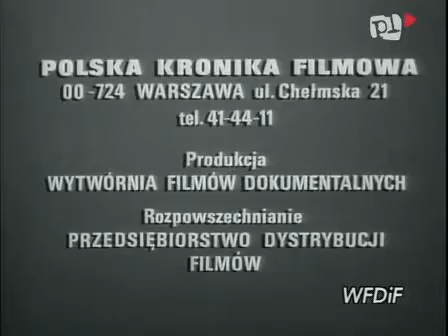 POLSKA KRONIKA FILMOWA
00-724 WARSZAWA ul. Chełmska 21
tel. 41-44-11
Produkcja
WYTWÓRNIA FILMÓW DOKUMENTALNYCH
Rozpowszechnianie
PRZEDSIĘBIORSTWO DYSTRYBUCJI
FILMÓW
WFDiF